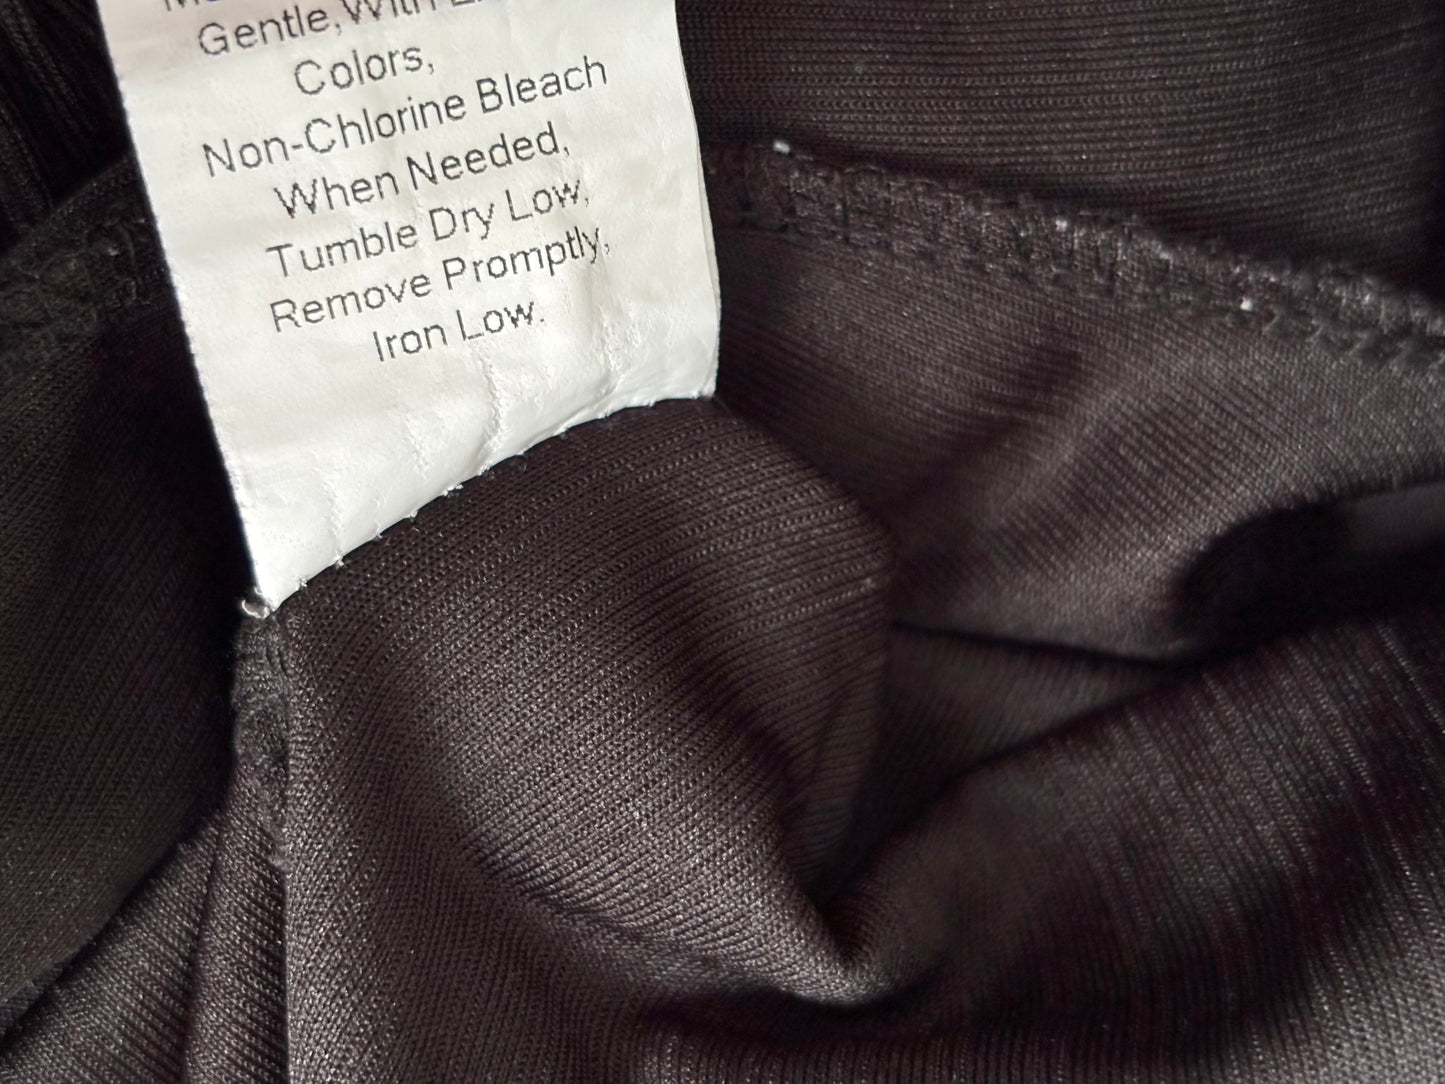 Gentle, With
Colors,
Non-Chlorine Bleach
When Needed,
Tumble Dry Low,
Remove Promptly,
Iron Low.